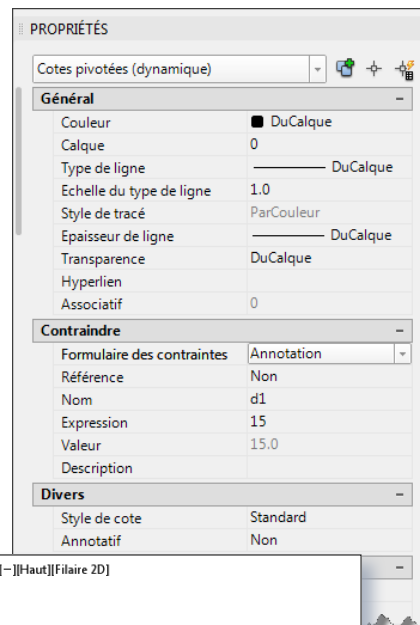 PROPRIÉTÉS
Cotes pivotées (dynamique)
Général
Couleur DuCalque
Calque 0
Type de ligne DuCalque
Echelle du type de ligne 1.0
Style de tracé ParCouleur
Epaisseur de ligne DuCalque
Transparence DuCalque
Hyperlien
Associatif 0
Contraindre
Formulaire des contraintes Annotation
Référence Non
Nom d1
Expression 15
Valeur 15.0
Description
Divers
Style de cote Standard
Annotatif Non
[−][Haut][Filaire 2D]